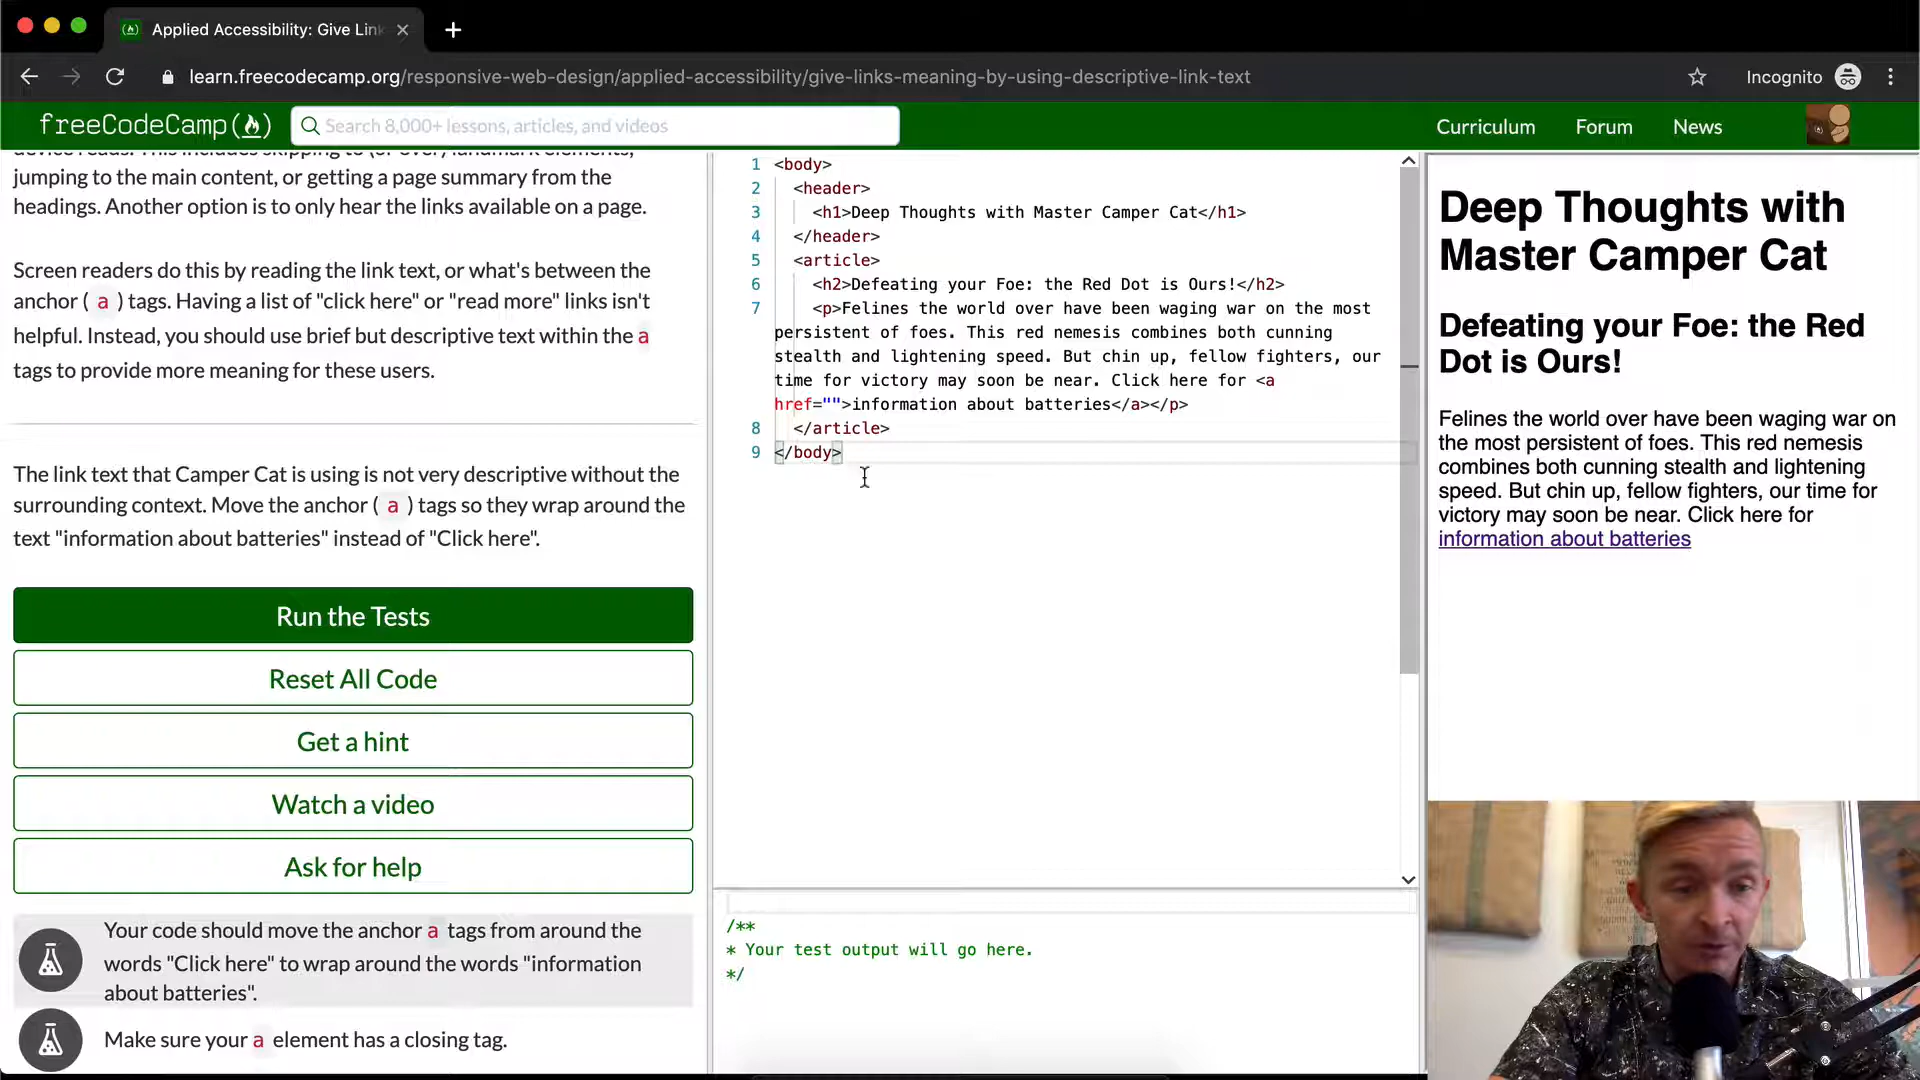 Applied Accessibility: Give Link
learn.freecodecamp.org/responsive-web-design/applied-accessibility/give-links-meaning-by-using-descriptive-link-text
Incognito
freeCodeCamp
Search 8,000+ lessons, articles, and videos
Curriculum Forum News
device reads. This includes skipping to (or over) landmark elements,
jumping to the main content, or getting a page summary from the
headings. Another option is to only hear the links available on a page.
Screen readers do this by reading the link text, or what's between the
anchor ( a ) tags. Having a list of "click here" or "read more" links isn't
helpful. Instead, you should use brief but descriptive text within the a
tags to provide more meaning for these users.
The link text that Camper Cat is using is not very descriptive without the
surrounding context. Move the anchor ( a ) tags so they wrap around the
text "information about batteries" instead of "Click here".
Run the Tests
Reset All Code
Get a hint
Watch a video
Ask for help
Your code should move the anchor a tags from around the
words "Click here" to wrap around the words "information
about batteries".
Make sure your a element has a closing tag.
1 <body>
2 <header>
3 <h1>Deep Thoughts with Master Camper Cat</h1>
4 </header>
5 <article>
6 <h2>Defeating your Foe: the Red Dot is Ours!</h2>
7 <p>Felines the world over have been waging war on the most
persistent of foes. This red nemesis combines both cunning
stealth and lightening speed. But chin up, fellow fighters, our
time for victory may soon be near. Click here for <a
href="">information about batteries</a></p>
8 </article>
9 </body>
/**
* Your test output will go here.
*/
Deep Thoughts with
Master Camper Cat
Defeating your Foe: the Red
Dot is Ours!
Felines the world over have been waging war on
the most persistent of foes. This red nemesis
combines both cunning stealth and lightening
speed. But chin up, fellow fighters, our time for
victory may soon be near. Click here for
information about batteries